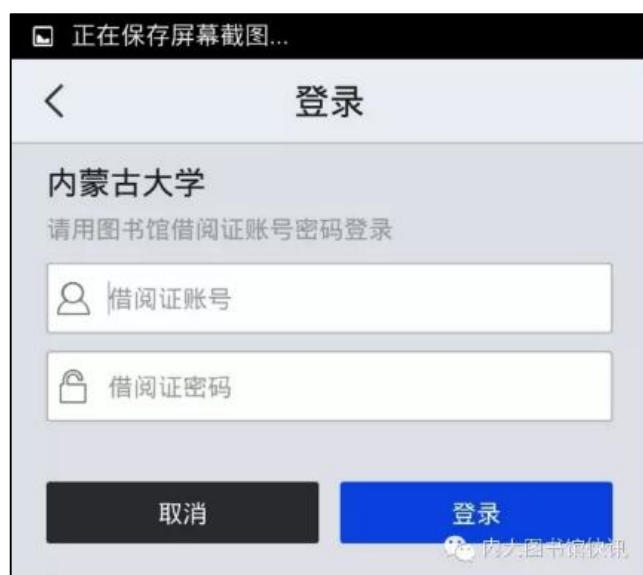 正在保存屏幕截图...
登录
内蒙古大学
请用图书馆借阅证账号密码登录
借阅证账号
借阅证密码
取消
登录
内大图书馆快讯